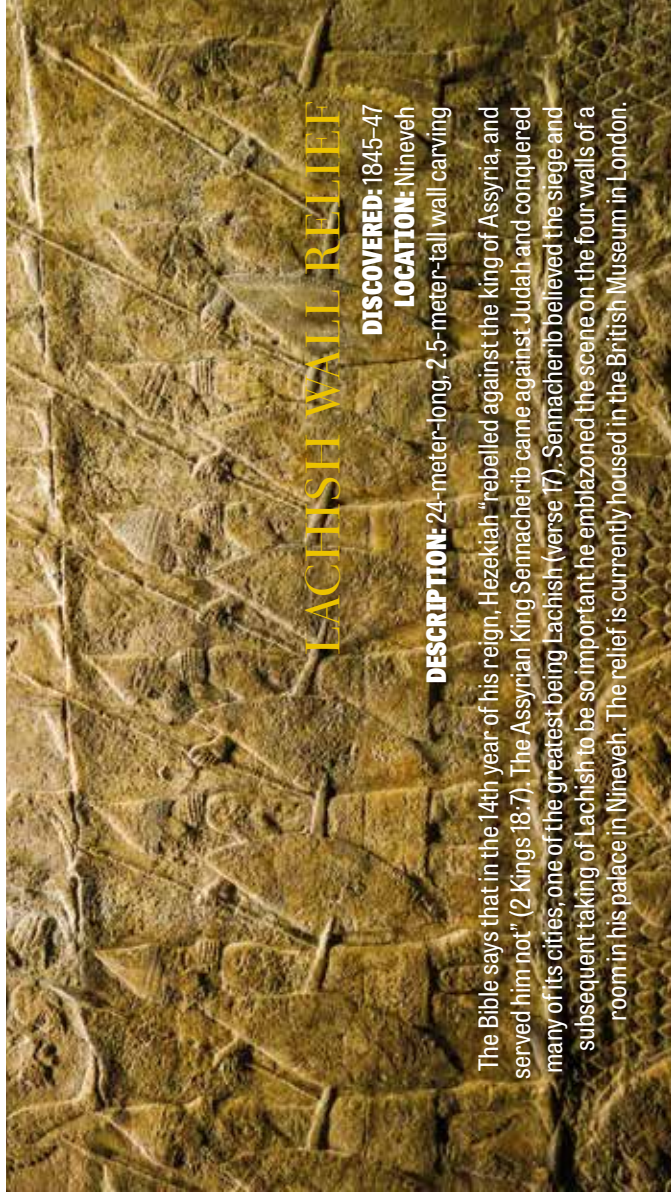 LACHISH WALL RELIEF
DISCOVERED: 1845–47
LOCATION: Nineveh
DESCRIPTION: 24-meter-long, 2.5-meter-tall wall carving
The Bible says that in the 14th year of his reign, Hezekiah “rebelled against the king of Assyria, and
served him not” (2 Kings 18:7). The Assyrian King Sennacherib came against Judah and conquered
many of its cities, one of the greatest being Lachish (verse 17). Sennacherib believed the siege and
subsequent taking of Lachish to be so important he emblazoned the scene on the four walls of a
room in his palace in Nineveh. The relief is currently housed in the British Museum in London.